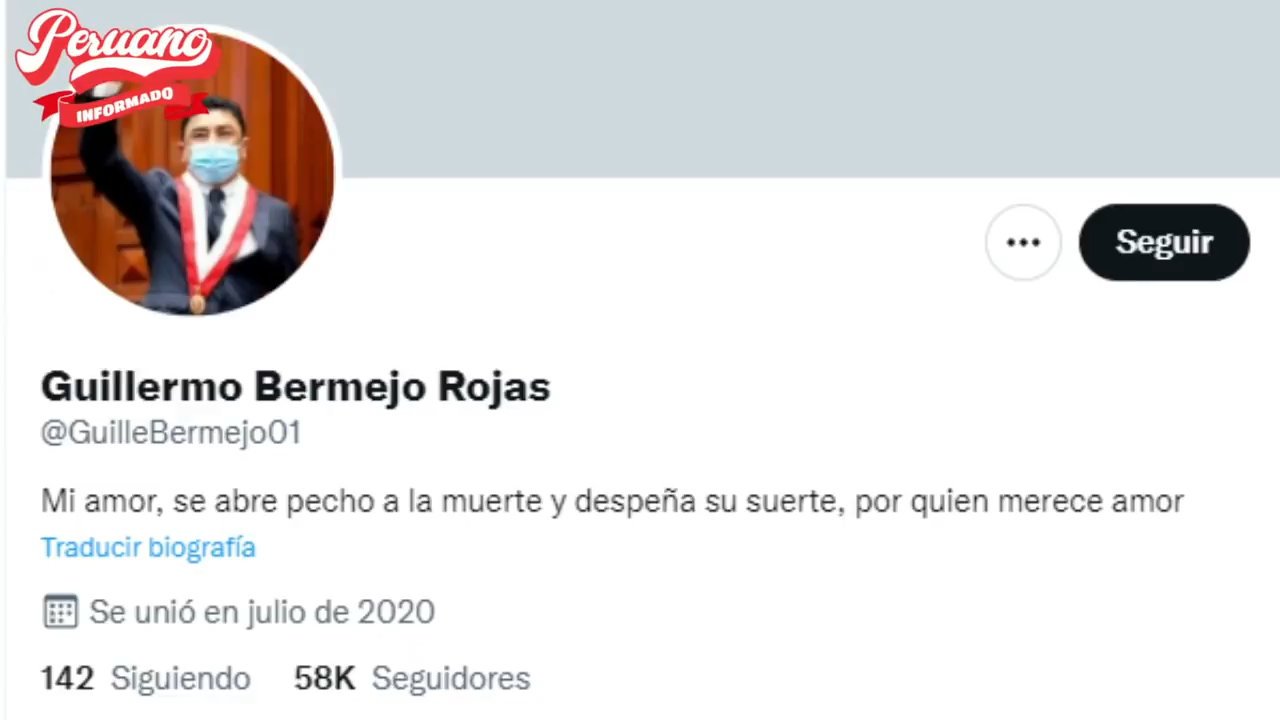 Peruano
INFORMADO
Seguir
Guillermo Bermejo Rojas
@GuilleBermejo01
Mi amor, se abre pecho a la muerte y despeña su suerte, por quien merece amor
Traducir biografía
Se unió en julio de 2020
142 Siguiendo 58K Seguidores